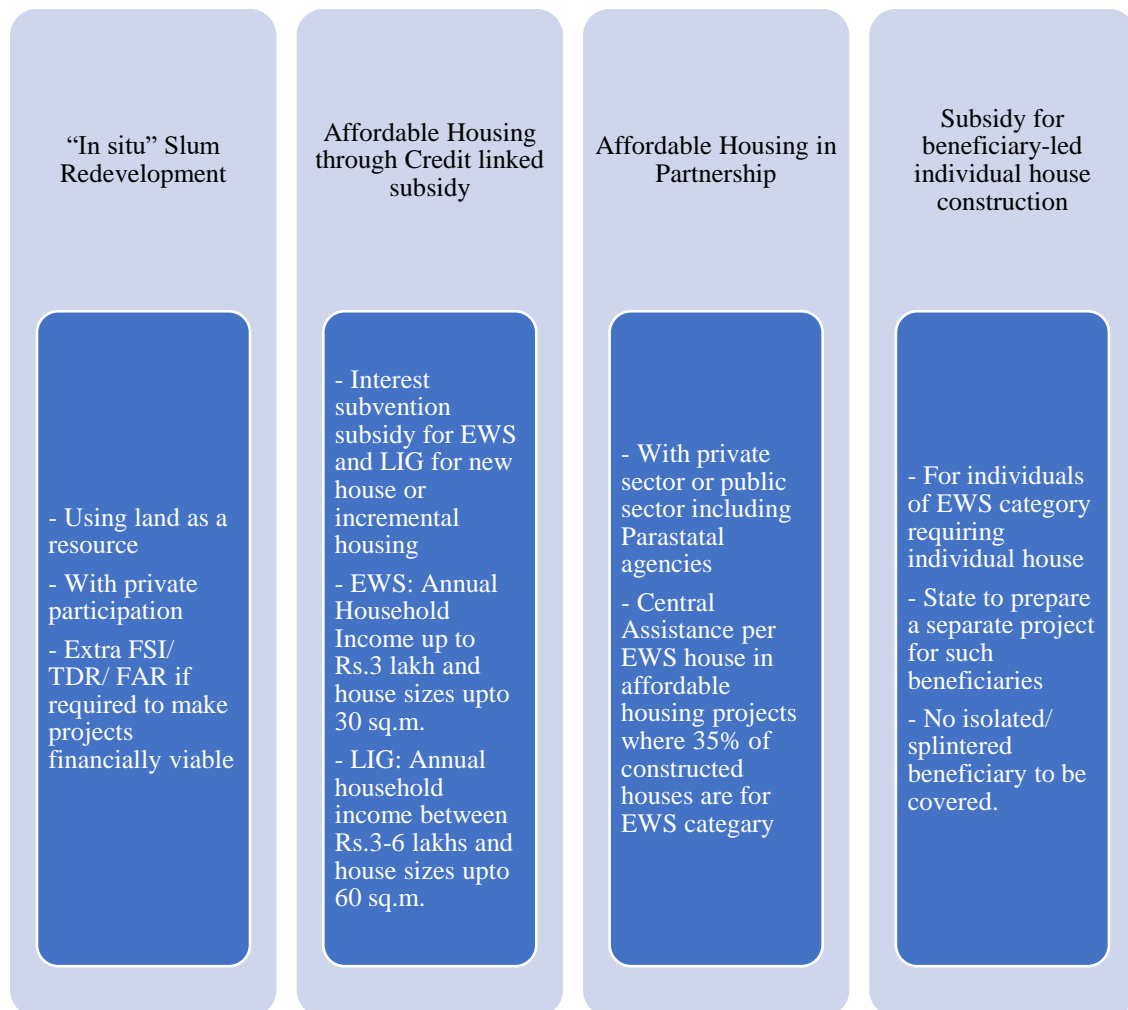 “In situ” Slum
Redevelopment
- Using land as a
resource
- With private
participation
- Extra FSI/
TDR/ FAR if
required to make
projects
financially viable
Affordable Housing
through Credit linked
subsidy
- Interest
subvention
subsidy for EWS
and LIG for new
house or
incremental
housing
- EWS: Annual
Household
Income up to
Rs.3 lakh and
house sizes upto
30 sq.m.
- LIG: Annual
household
income between
Rs.3-6 lakhs and
house sizes upto
60 sq.m.
Affordable Housing in
Partnership
- With private
sector or public
sector including
Parastatal
agencies
- Central
Assistance per
EWS house in
affordable
housing projects
where 35% of
constructed
houses are for
EWS categary
Subsidy for
beneficiary-led
individual house
construction
- For individuals
of EWS category
requiring
individual house
- State to prepare
a separate project
for such
beneficiaries
- No isolated/
splintered
beneficiary to be
covered.